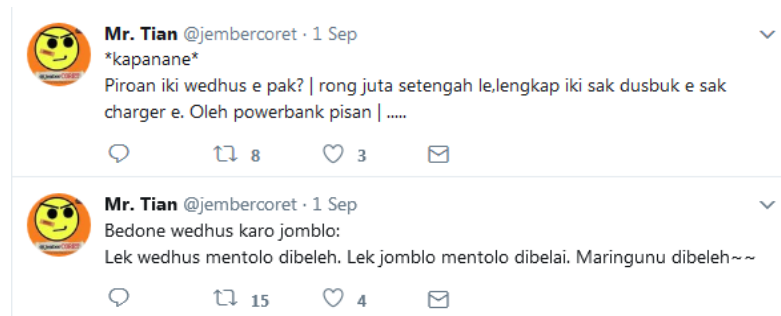 Mr. Tian @jembercoret · 1 Sep
*kapanane*
Piroan iki wedhus e pak? | rong juta setengah le,lengkap iki sak dusbuk e sak
charger e. Oleh powerbank pisan | .....
8 3
Mr. Tian @jembercoret · 1 Sep
Bedone wedhus karo jomblo:
Lek wedhus mentolo dibeleh. Lek jomblo mentolo dibelai. Maringunu dibeleh~~
15 4